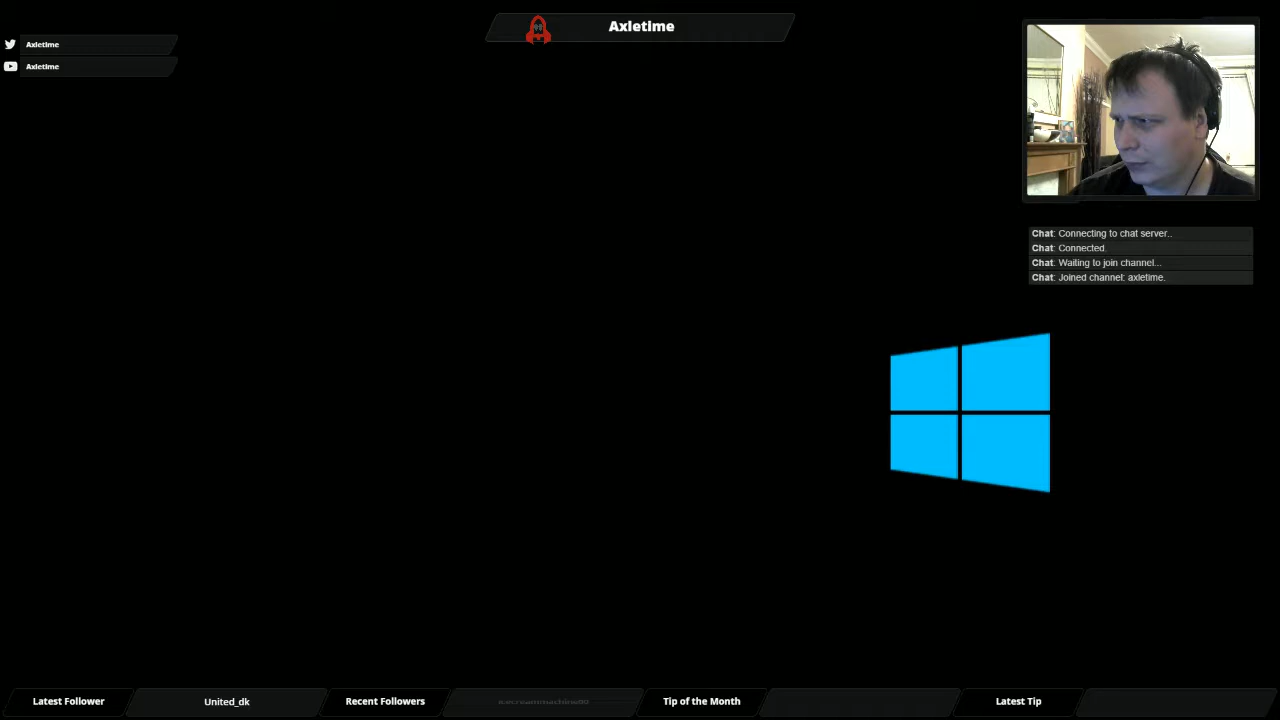 Axletime
Axletime
Axletime
Chat: Connecting to chat server..
Chat: Connected.
Chat: Waiting to join channel...
Chat: Joined channel: axletime.
Latest Follower
United_dk
Recent Followers
Tip of the Month
Latest Tip